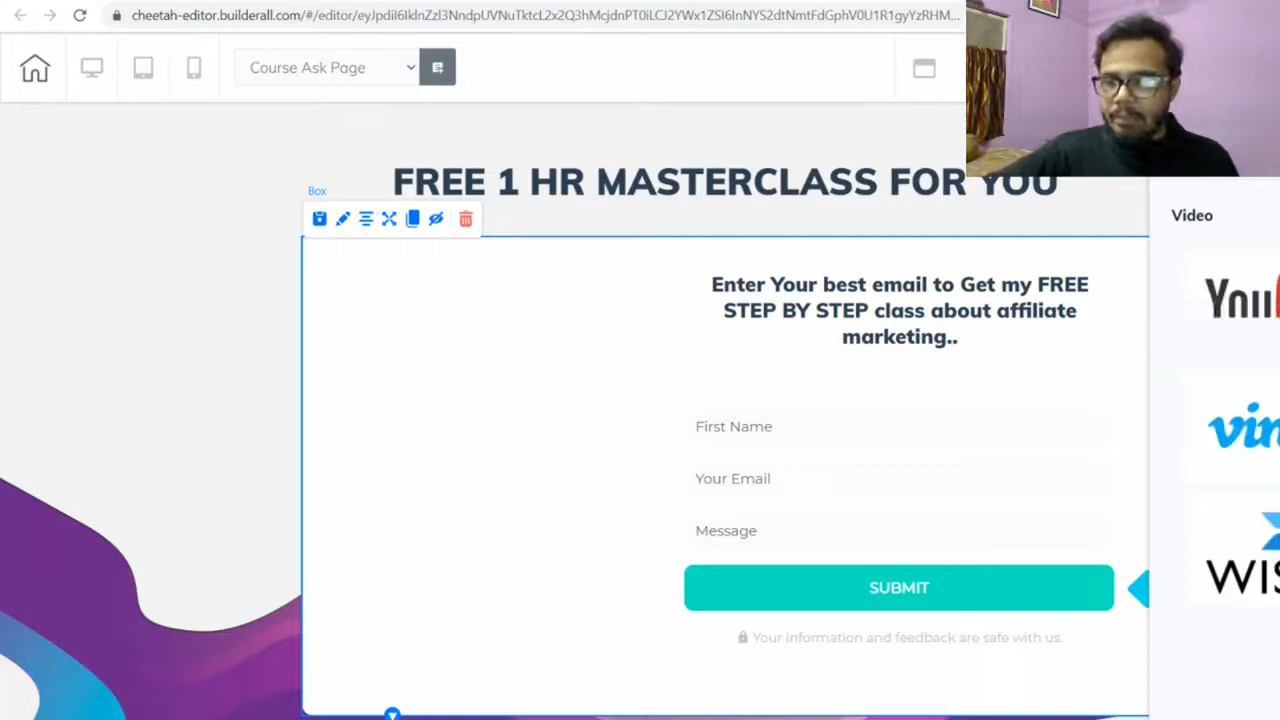 cheetah-editor.builderall.com/#/editor/eyJpdiI6IklnZzl3NndpUVNuTktcL2x2Q3hMcjdnPT0iLCJ2YWx1ZSI6InNYS2dtNmtFdGphV0U1R1gyYzRHM...
Course Ask Page
FREE 1 HR MASTERCLASS FOR YOU
Box
Video
Enter Your best email to Get my FREE
STEP BY STEP class about affiliate
marketing..
First Name
Your Email
Message
SUBMIT
Your information and feedback are safe with us.